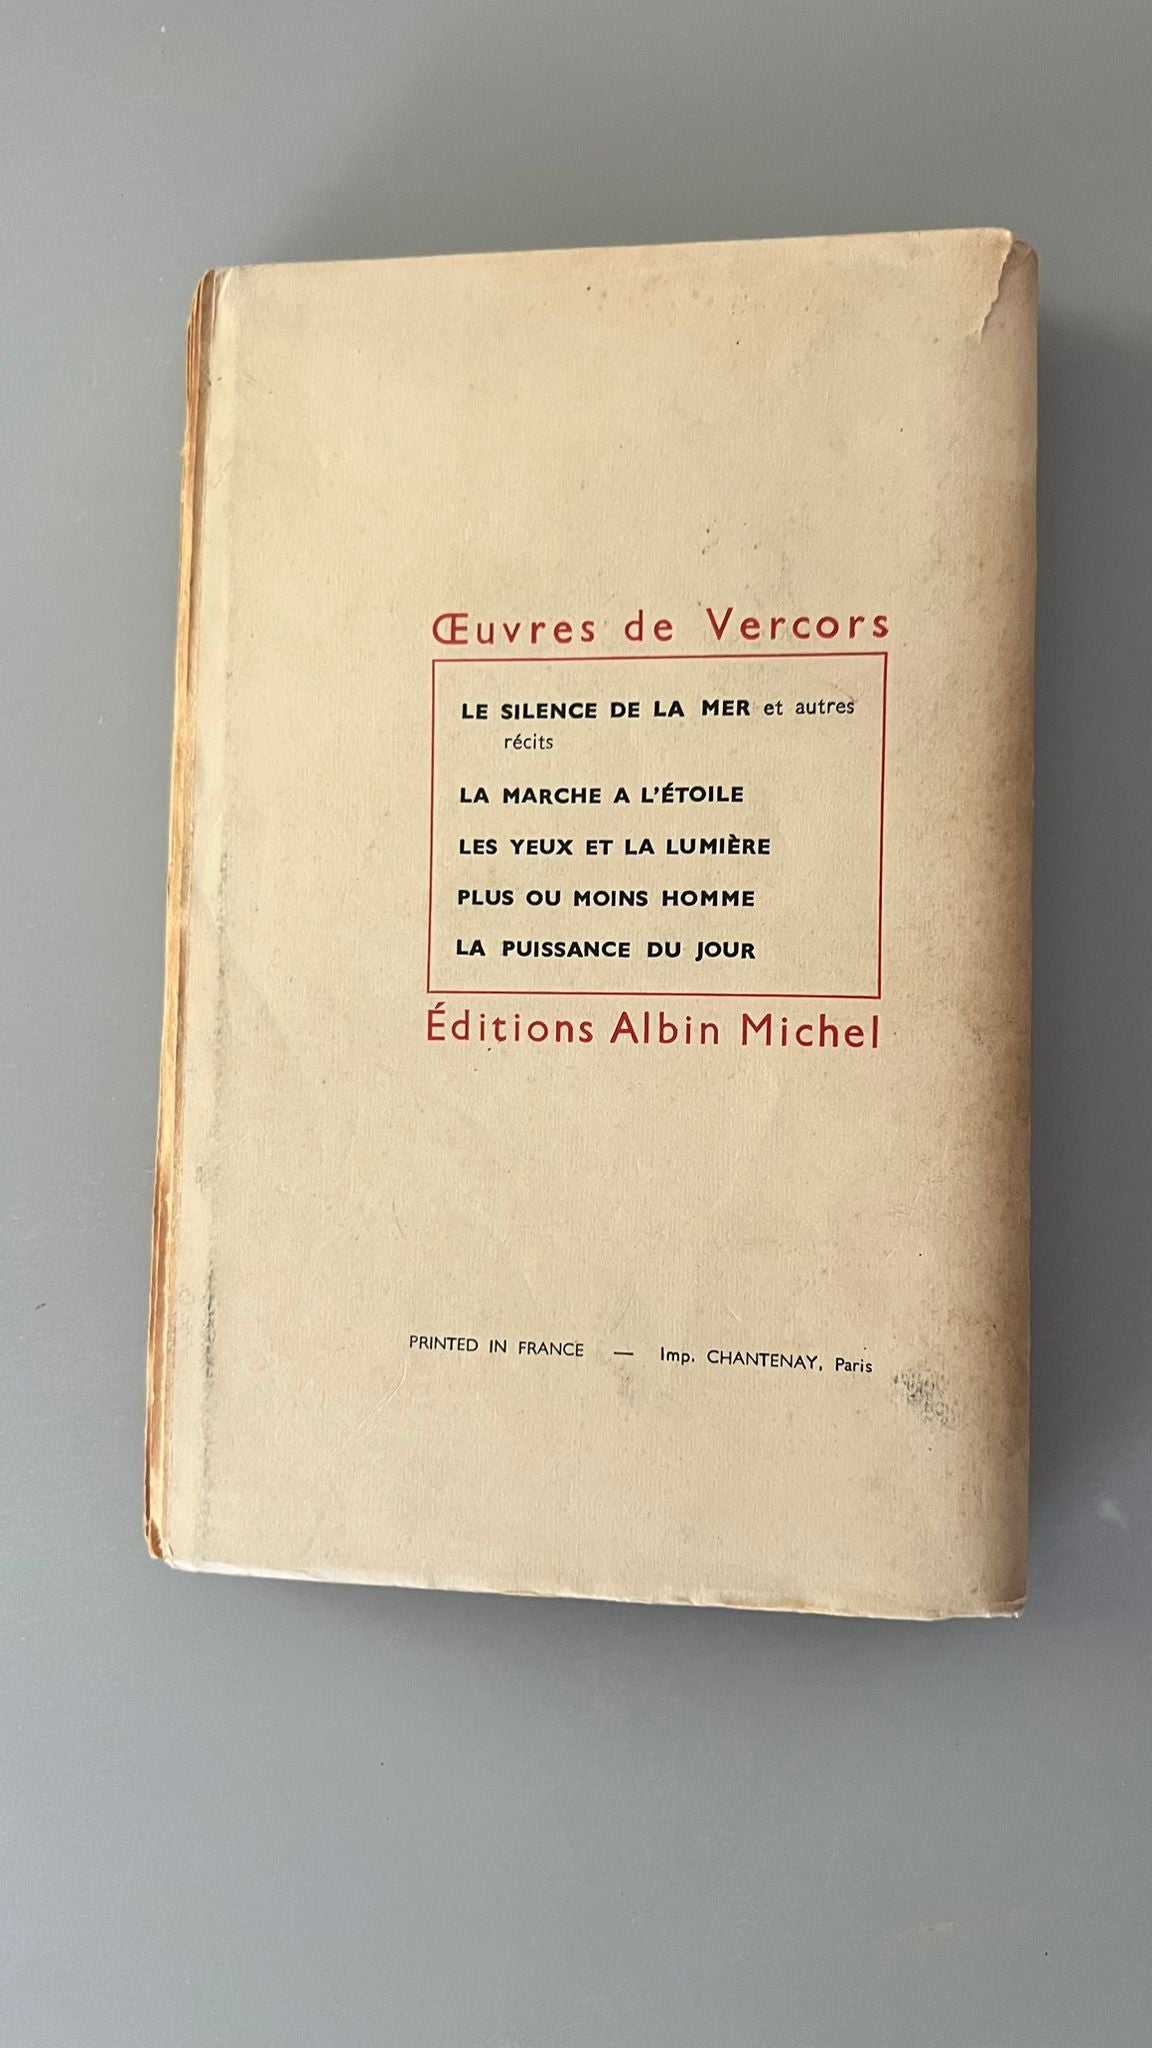 Œuvres de Vercors
LE SILENCE DE LA MER et autres
récits
LA MARCHE A L'ÉTOILE
LES YEUX ET LA LUMIÈRE
PLUS OU MOINS HOMME
LA PUISSANCE DU JOUR
Éditions Albin Michel
PRINTED IN FRANCE — Imp. CHANTENAY, Paris